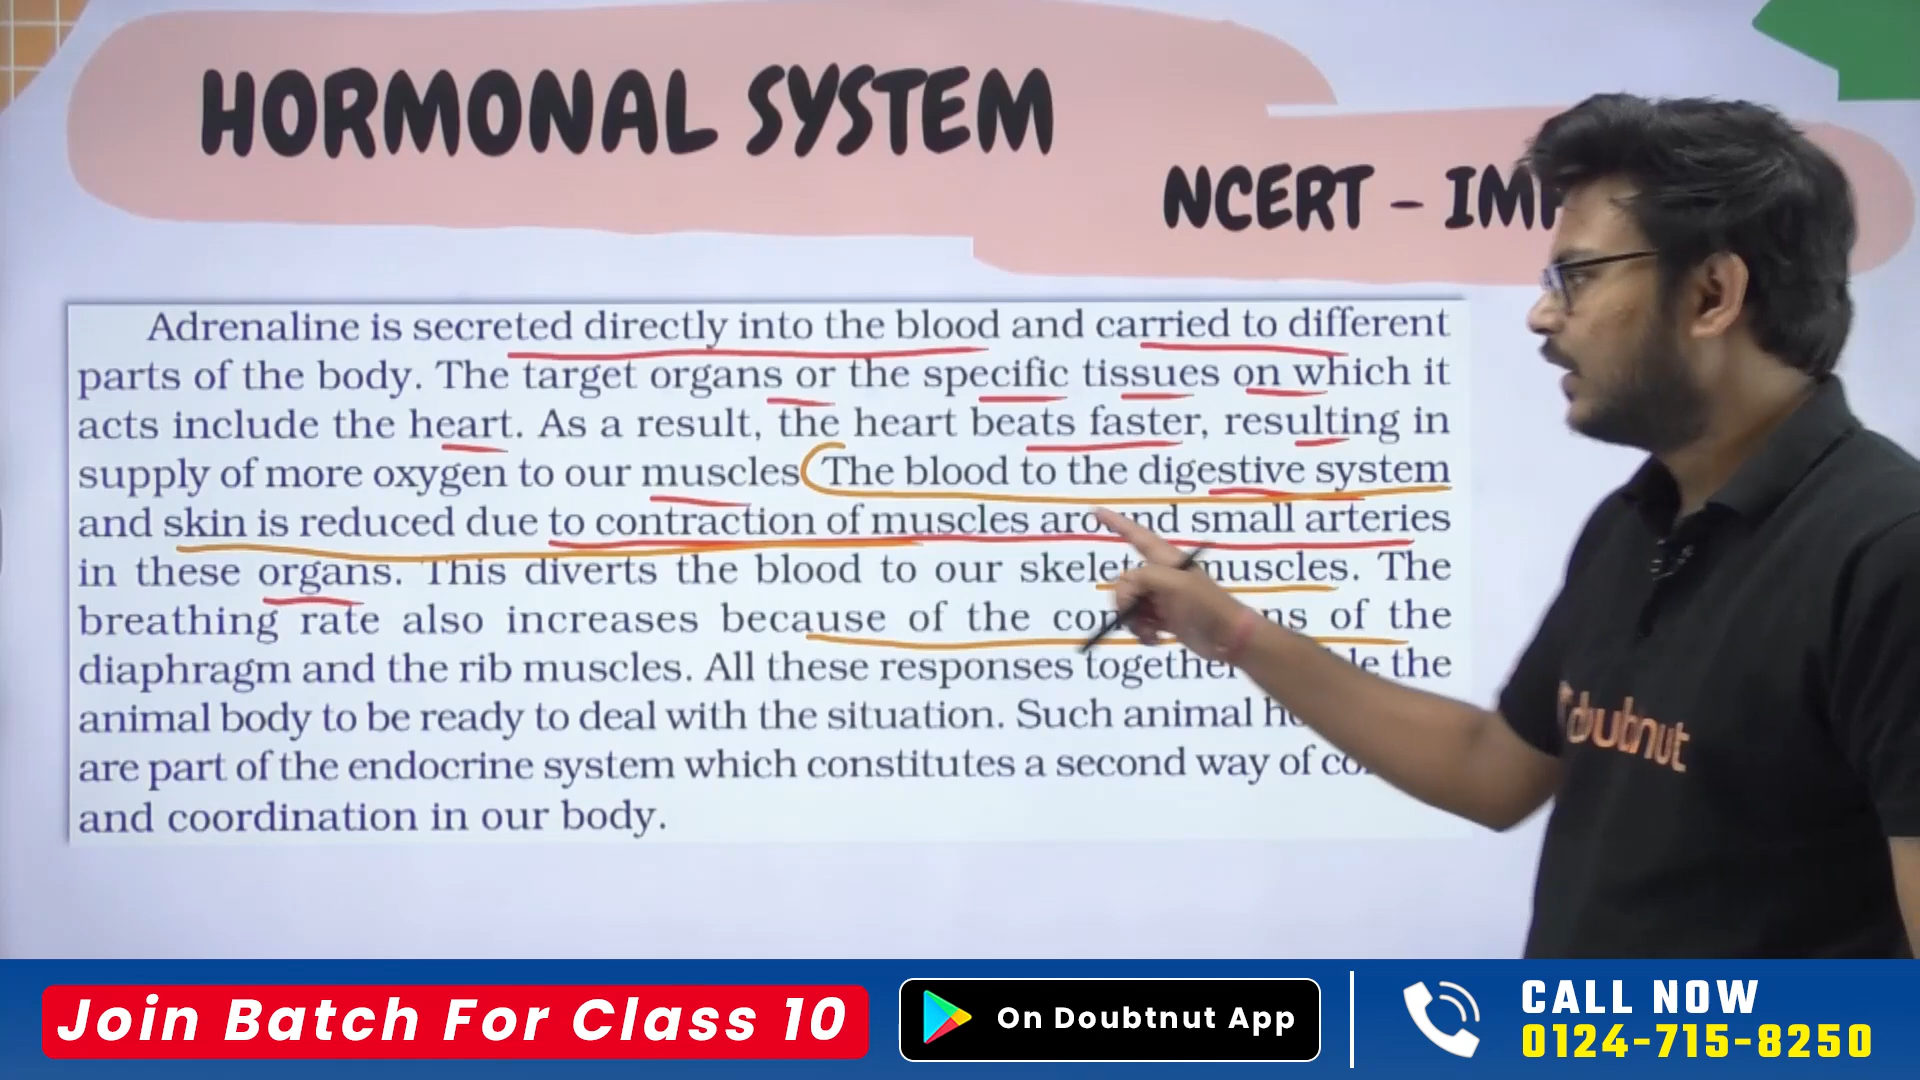 HORMONAL SYSTEM
NCERT - IM
Adrenaline is secreted directly into the blood and carried to different
parts of the body. The target organs or the specific tissues on which it
acts include the heart. As a result, the heart beats faster, resulting in
supply of more oxygen to our muscles The blood to the digestive system
and skin is reduced due to contraction of muscles around small arteries
in these organs. This diverts the blood to our muscles. The
breathing rate also increases because of the of the
diaphragm and the rib muscles. All these responses together the
animal body to be ready to deal with the situation. Such animal
are part of the endocrine system which constitutes a second way of
and coordination in our body.
doubtnut
Join Batch For Class 10
On Doubtnut App
CALL NOW
0124-715-8250